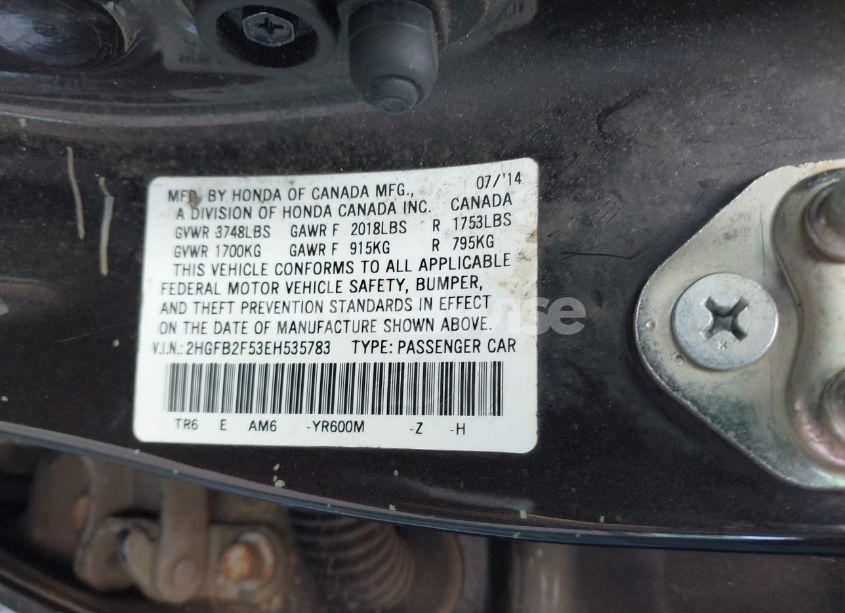 MFD. BY HONDA OF CANADA MFG., 07/'14
A DIVISION OF HONDA CANADA INC. CANADA
GVWR 3748LBS GAWR F 2018LBS R 1753LBS
GVWR 1700KG GAWR F 915KG R 795KG
THIS VEHICLE CONFORMS TO ALL APPLICABLE
FEDERAL MOTOR VEHICLE SAFETY, BUMPER,
AND THEFT PREVENTION STANDARDS IN EFFECT
ON THE DATE OF MANUFACTURE SHOWN ABOVE.
V.I.N.: 2HGFB2F53EH535783 TYPE: PASSENGER CAR
TR6 E AM6 -YR600M -Z -H